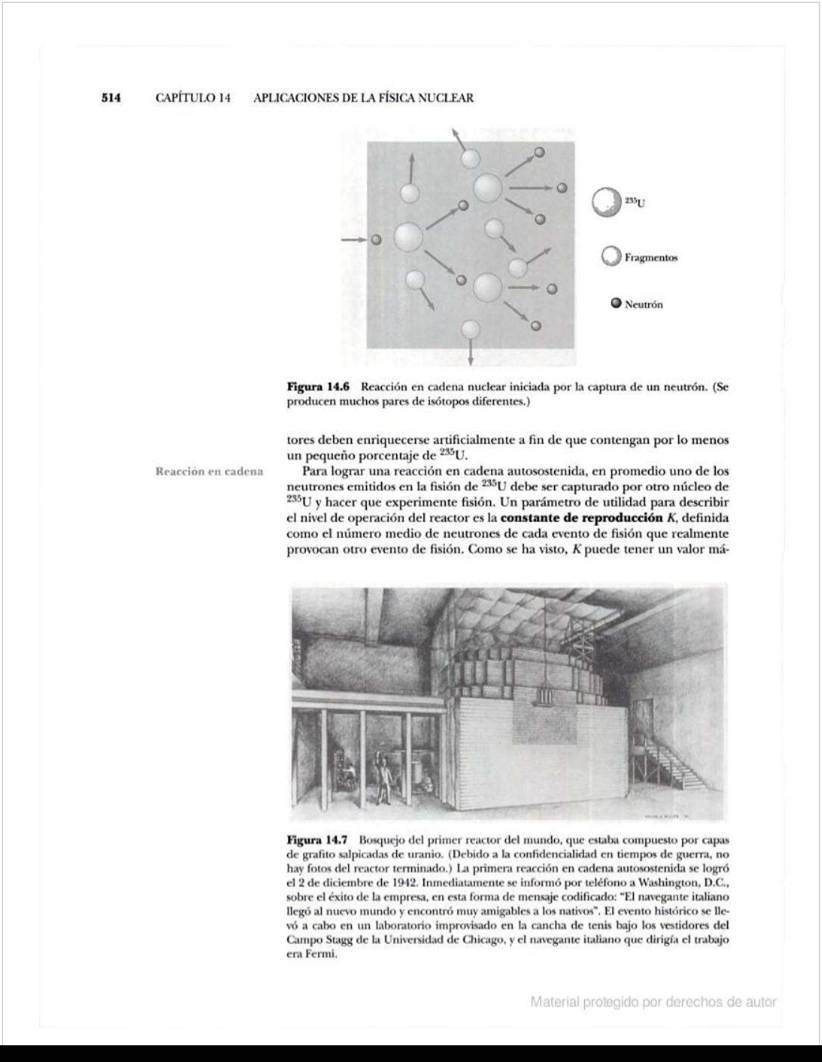 514 CAPÍTULO 14 APLICACIONES DE LA FÍSICA NUCLEAR
²³⁵U
Fragmentos
Neutrón
Figura 14.6 Reacción en cadena nuclear iniciada por la captura de un neutrón. (Se
producen muchos pares de isótopos diferentes.)
tores deben enriquecerse artificialmente a fin de que contengan por lo menos
un pequeño porcentaje de ²³⁵U.
Reacción en cadena
Para lograr una reacción en cadena autosostenida, en promedio uno de los
neutrones emitidos en la fisión de ²³⁵U debe ser capturado por otro núcleo de
²³⁵U y hacer que experimente fisión. Un parámetro de utilidad para describir
el nivel de operación del reactor es la constante de reproducción K, definida
como el número medio de neutrones de cada evento de fisión que realmente
provocan otro evento de fisión. Como se ha visto, K puede tener un valor má-
Figura 14.7 Bosquejo del primer reactor del mundo, que estaba compuesto por capas
de grafito salpicadas de uranio. (Debido a la confidencialidad en tiempos de guerra, no
hay fotos del reactor terminado.) La primera reacción en cadena autosostenida se logró
el 2 de diciembre de 1942. Inmediatamente se informó por teléfono a Washington, D.C.,
sobre el éxito de la empresa, en esta forma de mensaje codificado: "El navegante italiano
llegó al nuevo mundo y encontró muy amigables a los nativos". El evento histórico se lle-
vó a cabo en un laboratorio improvisado en la cancha de tenis bajo los vestidores del
Campo Stagg de la Universidad de Chicago, y el navegante italiano que dirigía el trabajo
era Fermi.
Material protegido por derechos de autor